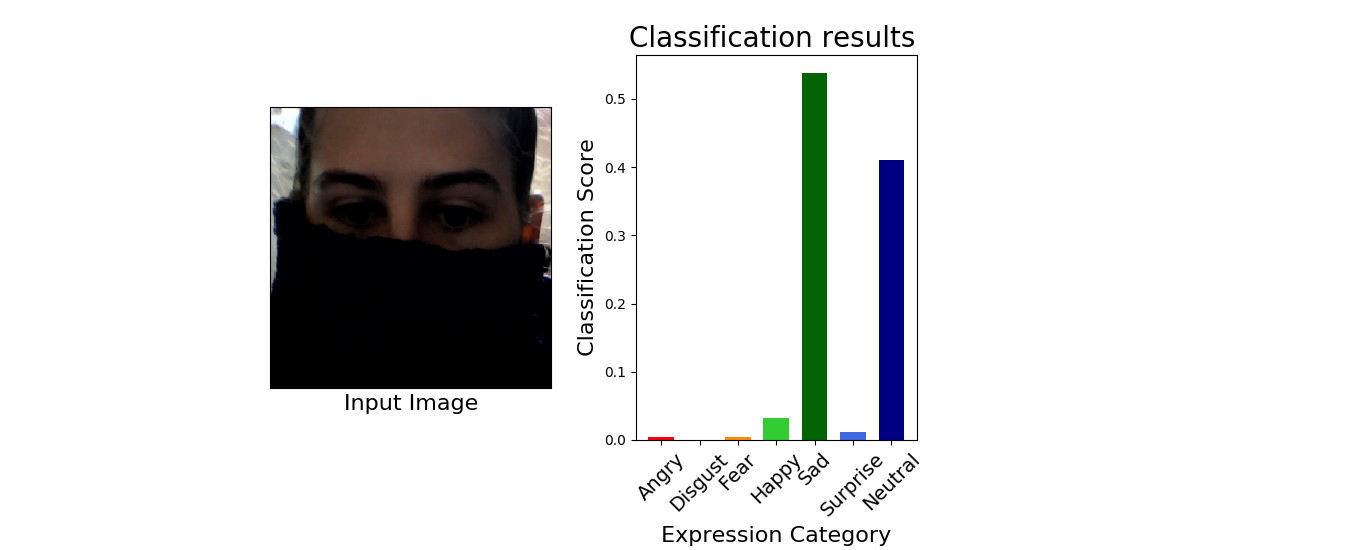 Classification results
Classification Score
0.5
0.4
0.3
0.2
0.1
0.0
Input Image
Angry
Disgust
Fear
Happy
Sad
Surprise
Neutral
Expression Category